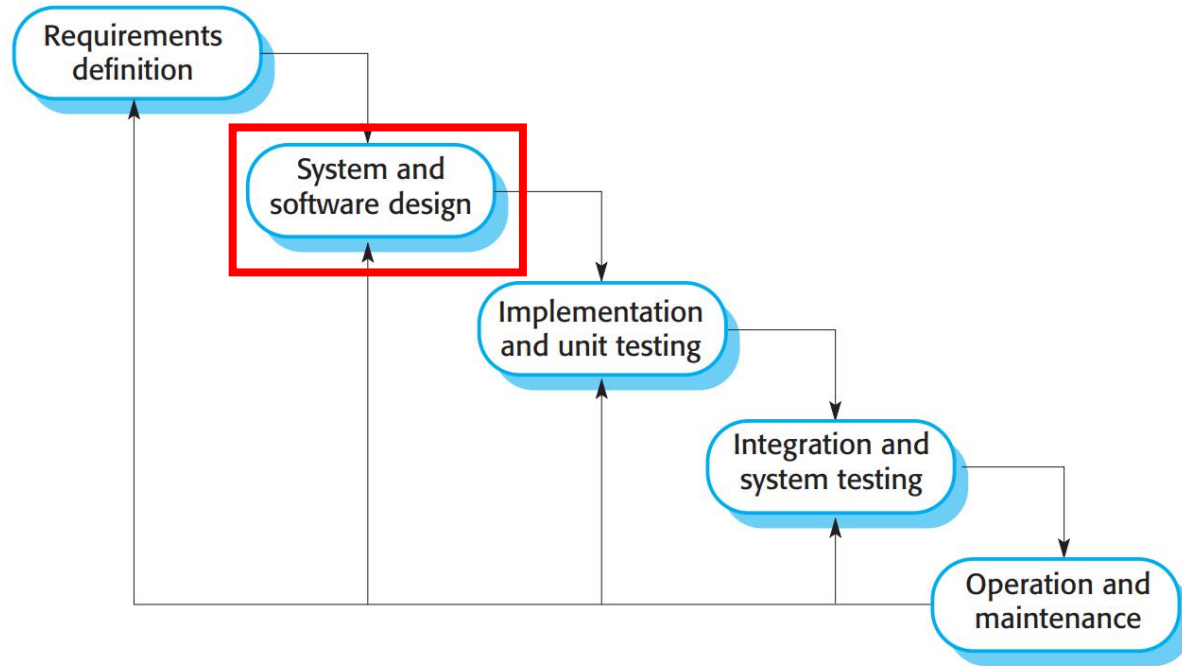 Requirements
definition
System and
software design
Implementation
and unit testing
Integration and
system testing
Operation and
maintenance